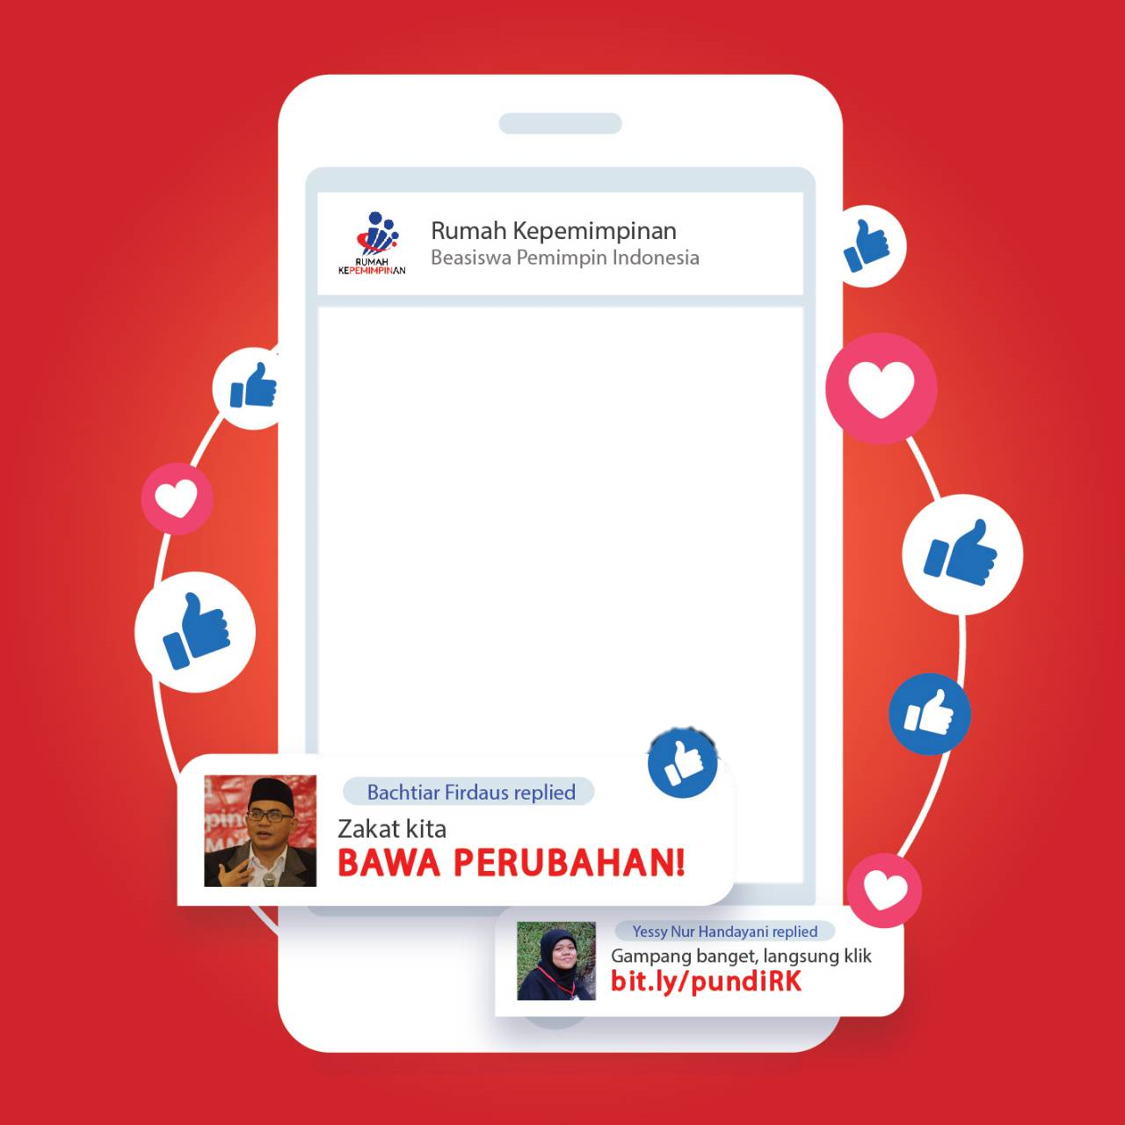 RUMAH
KEPEMIMPINAN
Rumah Kepemimpinan
Beasiswa Pemimpin Indonesia
Bachtiar Firdaus replied
Zakat kita
BAWA PERUBAHAN!
Yessy Nur Handayani replied
Gampang banget, langsung klik
bit.ly/pundiRK